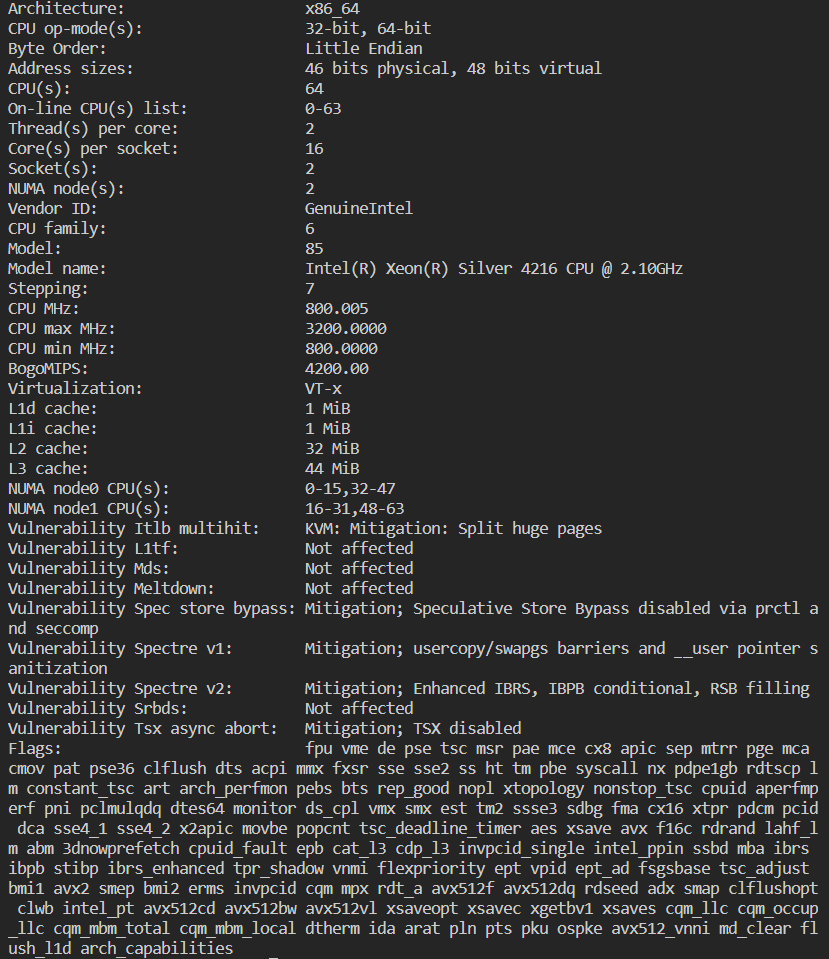 Architecture:                    x86_64
CPU op-mode(s):                  32-bit, 64-bit
Byte Order:                      Little Endian
Address sizes:                   46 bits physical, 48 bits virtual
CPU(s):                          64
On-line CPU(s) list:             0-63
Thread(s) per core:              2
Core(s) per socket:              16
Socket(s):                       2
NUMA node(s):                    2
Vendor ID:                       GenuineIntel
CPU family:                      6
Model:                           85
Model name:                      Intel(R) Xeon(R) Silver 4216 CPU @ 2.10GHz
Stepping:                        7
CPU MHz:                         800.005
CPU max MHz:                     3200.0000
CPU min MHz:                     800.0000
BogoMIPS:                        4200.00
Virtualization:                  VT-x
L1d cache:                       1 MiB
L1i cache:                       1 MiB
L2 cache:                        32 MiB
L3 cache:                        44 MiB
NUMA node0 CPU(s):               0-15,32-47
NUMA node1 CPU(s):               16-31,48-63
Vulnerability Itlb multihit:     KVM: Mitigation: Split huge pages
Vulnerability L1tf:              Not affected
Vulnerability Mds:               Not affected
Vulnerability Meltdown:          Not affected
Vulnerability Spec store bypass: Mitigation; Speculative Store Bypass disabled via prctl a
nd seccomp
Vulnerability Spectre v1:        Mitigation; usercopy/swapgs barriers and __user pointer s
anitization
Vulnerability Spectre v2:        Mitigation; Enhanced IBRS, IBPB conditional, RSB filling
Vulnerability Srbds:             Not affected
Vulnerability Tsx async abort:   Mitigation; TSX disabled
Flags:                           fpu vme de pse tsc msr pae mce cx8 apic sep mtrr pge mca
cmov pat pse36 clflush dts acpi mmx fxsr sse sse2 ss ht tm pbe syscall nx pdpe1gb rdtscp l
m constant_tsc art arch_perfmon pebs bts rep_good nopl xtopology nonstop_tsc cpuid aperfmp
erf pni pclmulqdq dtes64 monitor ds_cpl vmx smx est tm2 ssse3 sdbg fma cx16 xtpr pdcm pcid
 dca sse4_1 sse4_2 x2apic movbe popcnt tsc_deadline_timer aes xsave avx f16c rdrand lahf_l
m abm 3dnowprefetch cpuid_fault epb cat_l3 cdp_l3 invpcid_single intel_ppin ssbd mba ibrs
ibpb stibp ibrs_enhanced tpr_shadow vnmi flexpriority ept vpid ept_ad fsgsbase tsc_adjust
bmi1 avx2 smep bmi2 erms invpcid cqm mpx rdt_a avx512f avx512dq rdseed adx smap clflushopt
 clwb intel_pt avx512cd avx512bw avx512vl xsaveopt xsavec xgetbv1 xsaves cqm_llc cqm_occup
_llc cqm_mbm_total cqm_mbm_local dtherm ida arat pln pts pku ospke avx512_vnni md_clear fl
ush_l1d arch_capabilities